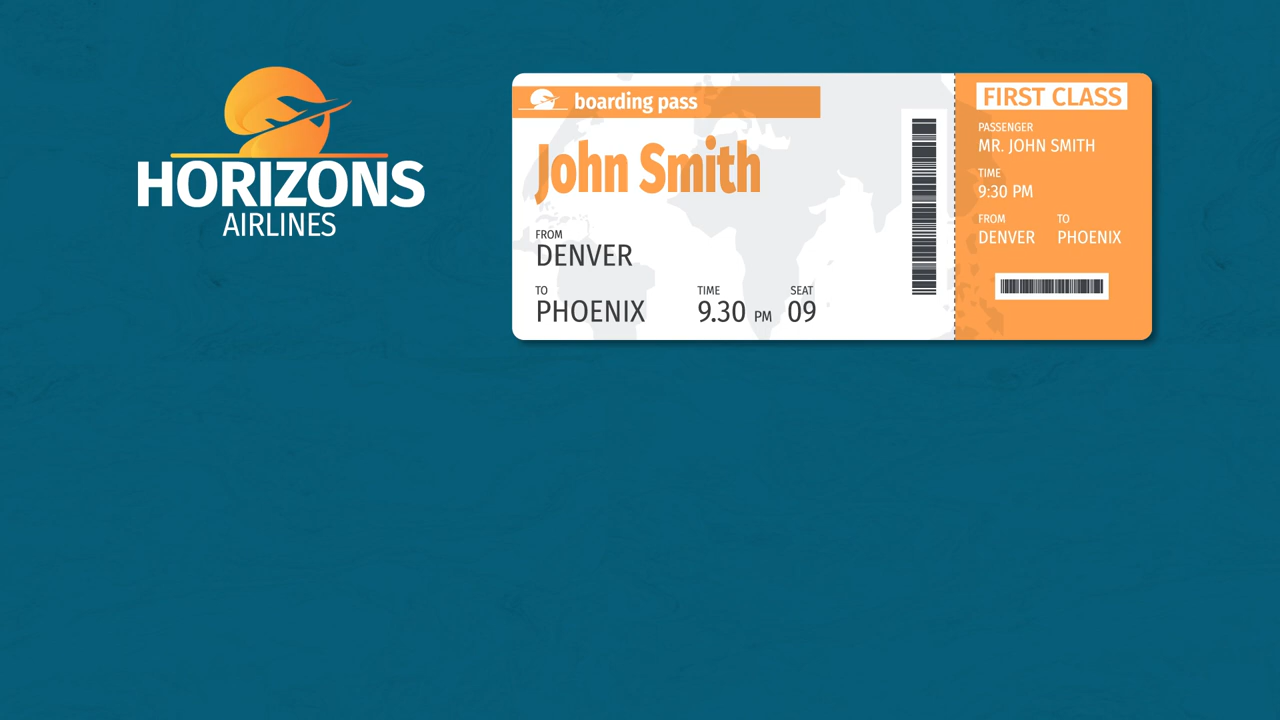 HORIZONS
AIRLINES
boarding pass
John Smith
FROM
DENVER
TO
PHOENIX
TIME
9.30 PM
SEAT
09
FIRST CLASS
PASSENGER
MR. JOHN SMITH
TIME
9:30 PM
FROM
DENVER
TO
PHOENIX